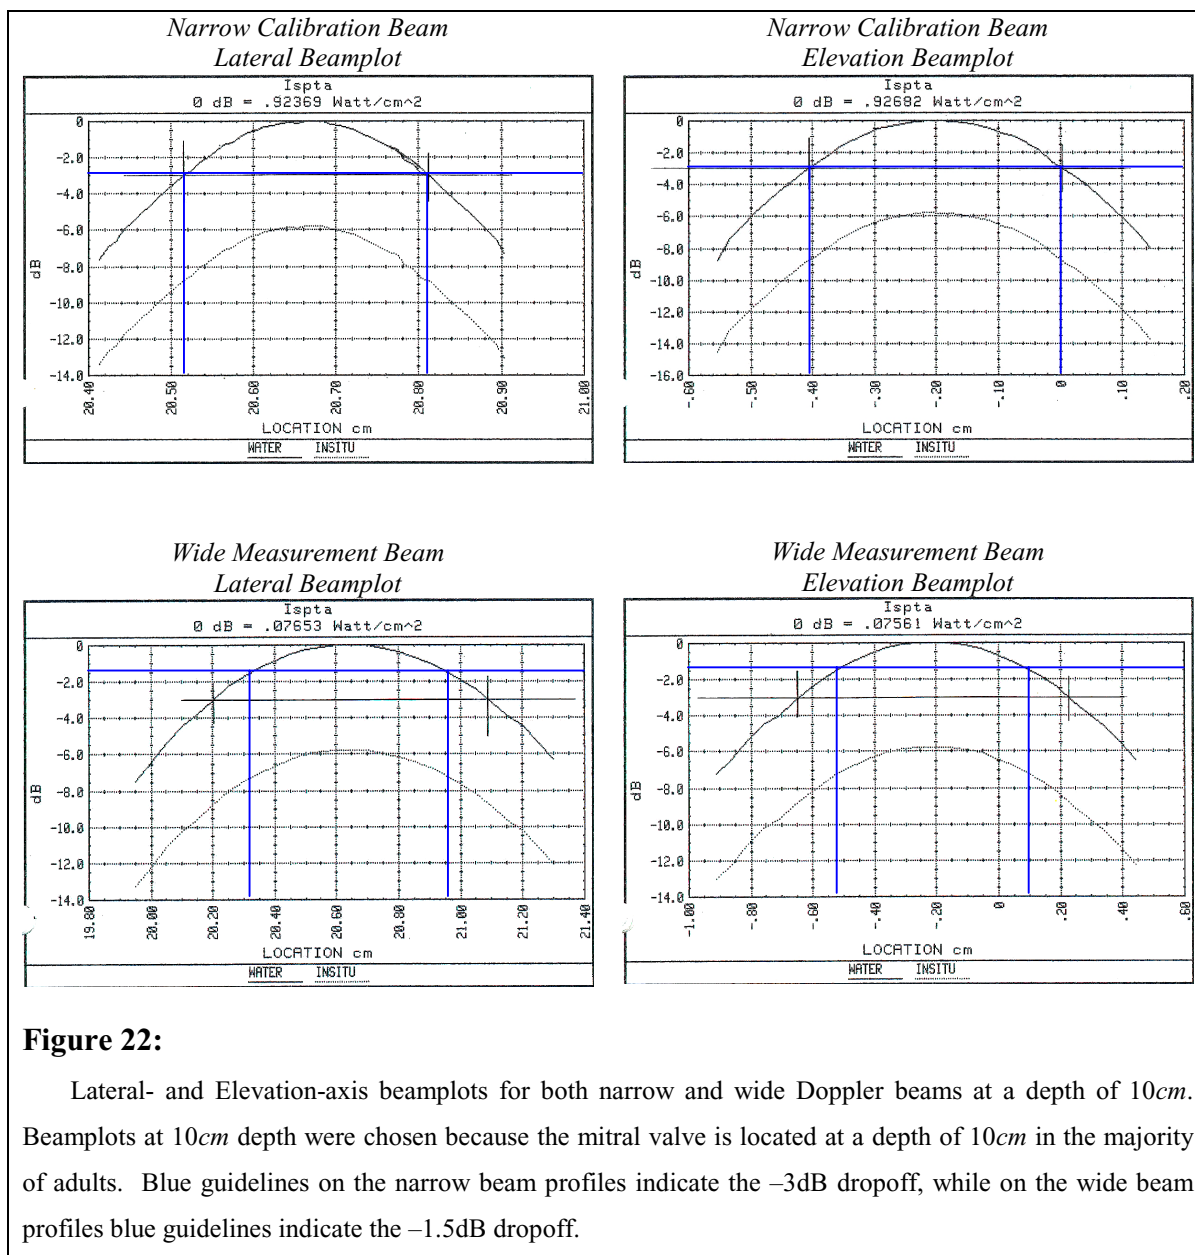 Narrow Calibration Beam
Lateral Beamplot
Ispta
0 dB = .92369 Watt/cm^2
0
-2.0
-4.0
-6.0
-8.0
-10.0
-12.0
-14.0
dB
20.40
20.50
20.60
20.70
20.80
20.90
21.00
LOCATION cm
WATER INSITU
Narrow Calibration Beam
Elevation Beamplot
Ispta
0 dB = .92682 Watt/cm^2
0
-2.0
-4.0
-6.0
-8.0
-10.0
-12.0
-14.0
-16.0
dB
-.60
-.50
-.40
-.30
-.20
-.10
0
.10
.20
LOCATION cm
WATER INSITU
Wide Measurement Beam
Lateral Beamplot
Ispta
0 dB = .07653 Watt/cm^2
0
-2.0
-4.0
-6.0
-8.0
-10.0
-12.0
-14.0
dB
19.80
20.00
20.20
20.40
20.60
20.80
21.00
21.20
21.40
LOCATION cm
WATER INSITU
Wide Measurement Beam
Elevation Beamplot
Ispta
0 dB = .07561 Watt/cm^2
0
-2.0
-4.0
-6.0
-8.0
-10.0
-12.0
-14.0
dB
-1.00
-.80
-.60
-.40
-.20
0
.20
.40
.60
LOCATION cm
WATER INSITU
Figure 22:
Lateral- and Elevation-axis beamplots for both narrow and wide Doppler beams at a depth of 10cm.
Beamplots at 10cm depth were chosen because the mitral valve is located at a depth of 10cm in the majority
of adults. Blue guidelines on the narrow beam profiles indicate the –3dB dropoff, while on the wide beam
profiles blue guidelines indicate the –1.5dB dropoff.